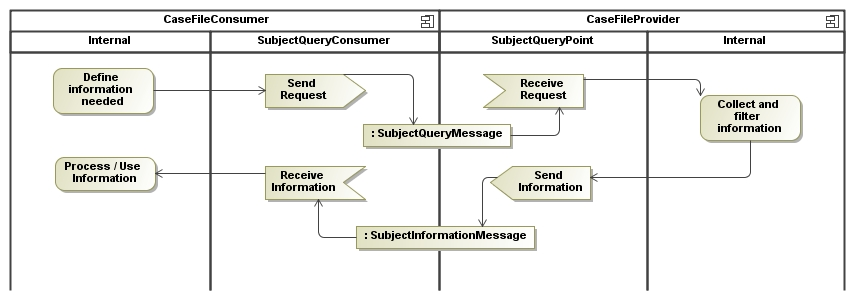 CaseFileConsumer
CaseFileProvider
Internal
SubjectQueryConsumer
SubjectQueryPoint
Internal
Define
information
needed
Send
Request
Receive
Request
Collect and
filter
information
: SubjectQueryMessage
Process / Use
Information
Receive
Information
Send
Information
: SubjectInformationMessage